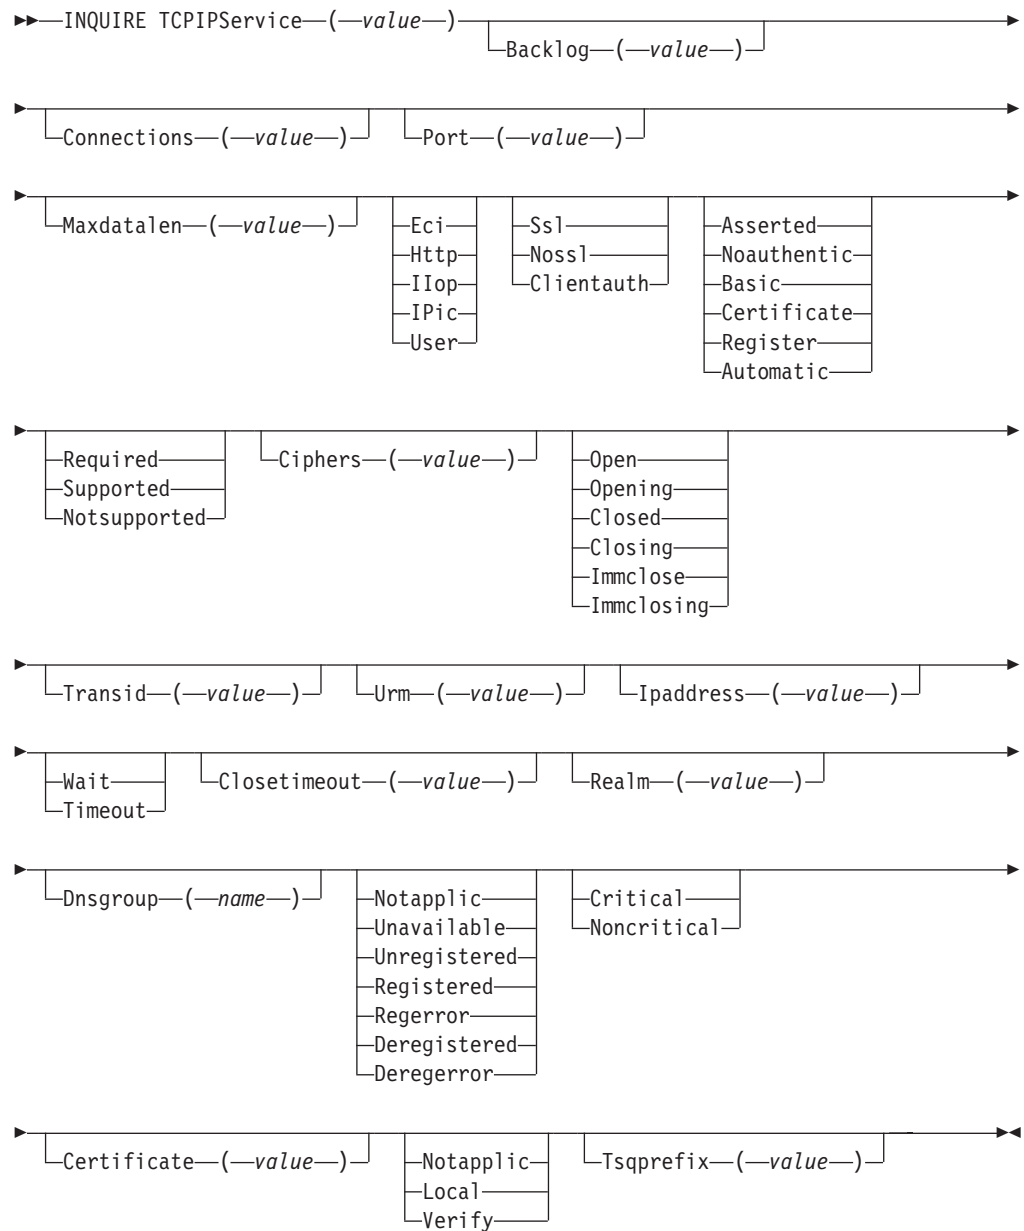 INQUIRE TCPIPService ( value )
Backlog ( value )
Connections ( value )
Port ( value )
Maxdatalen ( value )
Eci
Http
IIop
IPic
User
Ssl
Nossl
Clientauth
Asserted
Noauthentic
Basic
Certificate
Register
Automatic
Required
Supported
Notsupported
Ciphers ( value )
Open
Opening
Closed
Closing
Immclose
Immclosing
Transid ( value )
Urm ( value )
Ipaddress ( value )
Wait
Timeout
Closetimeout ( value )
Realm ( value )
Dnsgroup ( name )
Notapplic
Unavailable
Unregistered
Registered
Regerror
Deregistered
Deregerror
Critical
Noncritical
Certificate ( value )
Notapplic
Local
Verify
Tsqprefix ( value )